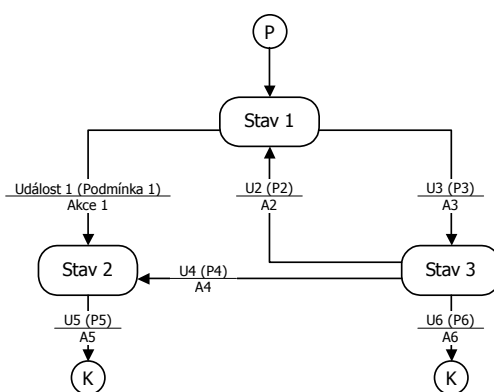 P
Stav 1
Událost 1 (Podmínka 1)
Akce 1
U2 (P2)
A2
U3 (P3)
A3
Stav 2
U4 (P4)
A4
Stav 3
U5 (P5)
A5
U6 (P6)
A6
K
K